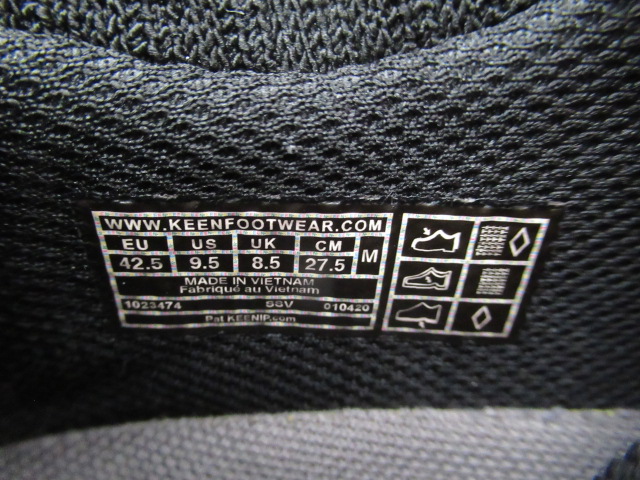 WWW.KEENFOOTWEAR.COM
EU US UK CM M
42.5 9.5 8.5 27.5
MADE IN VIETNAM
Fabriqué au Vietnam
1023474 SSV 010420
Pat KEENIP.com